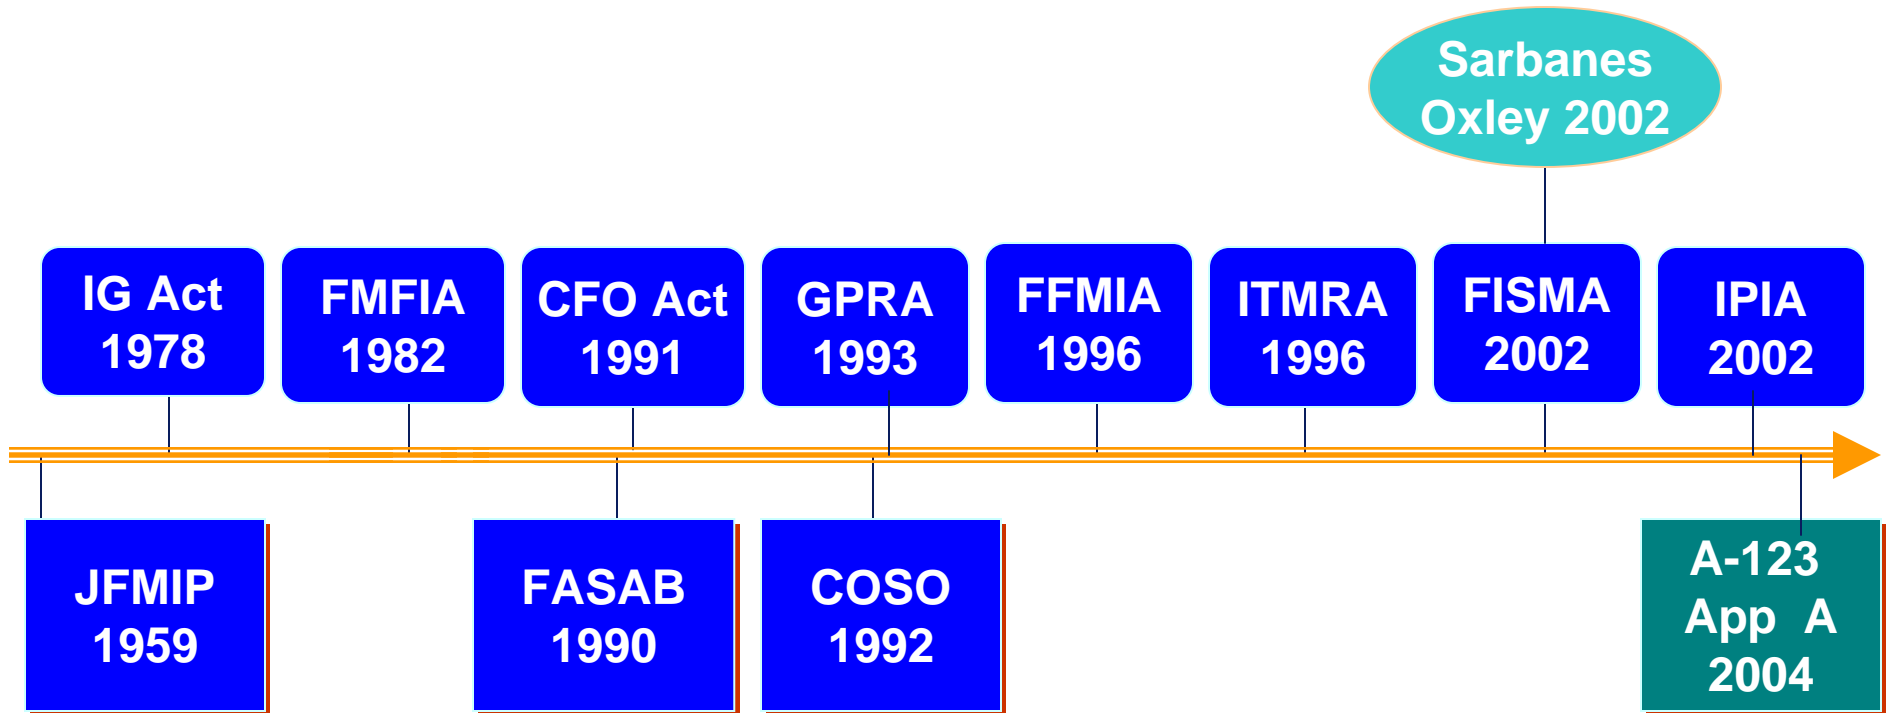 Sarbanes
Oxley 2002
IG Act
1978
FMFIA
1982
CFO Act
1991
GPRA
1993
FFMIA
1996
ITMRA
1996
FISMA
2002
IPIA
2002
JFMIP
1959
FASAB
1990
COSO
1992
A-123
App A
2004